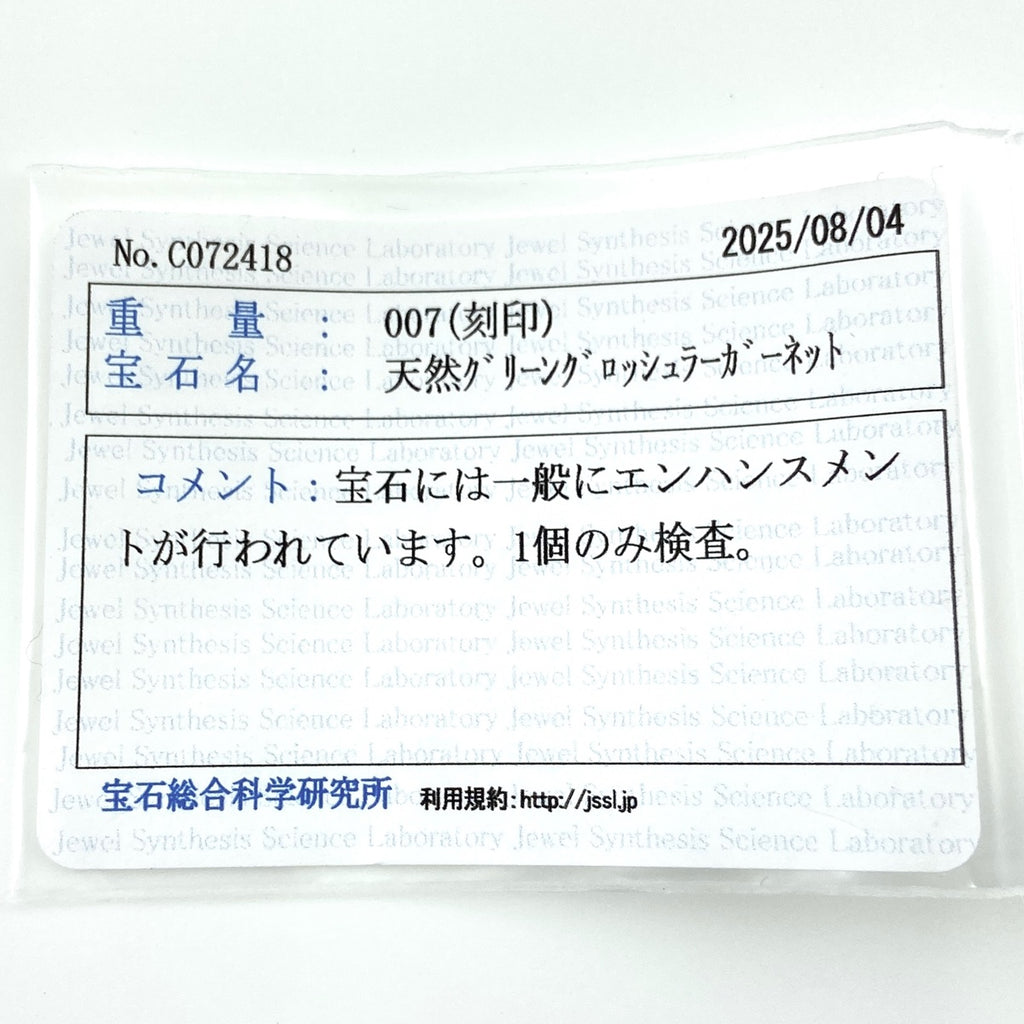 No.C072418
2025/08/04
重量：007(刻印)
宝石名：天然ｸﾞﾘｰﾝｸﾞﾛｯｼｭﾗｰｶﾞｰﾈｯﾄ
コメント：宝石には一般にエンハンスメン
トが行われています。1個のみ検査。
宝石総合科学研究所 利用規約:http://jssl.jp
Jewel Synthesis Science Laboratory